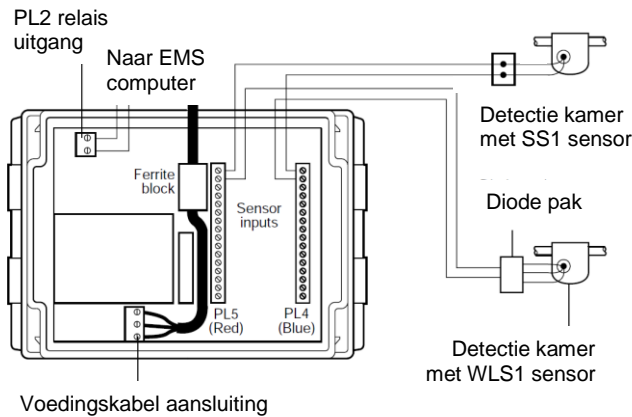 PL2 relais
uitgang
Naar EMS
computer
Detectie kamer
met SS1 sensor
Ferrite
block
Sensor
inputs
Diode pak
PL5
(Red)
PL4
(Blue)
Detectie kamer
met WLS1 sensor
Voedingskabel aansluiting